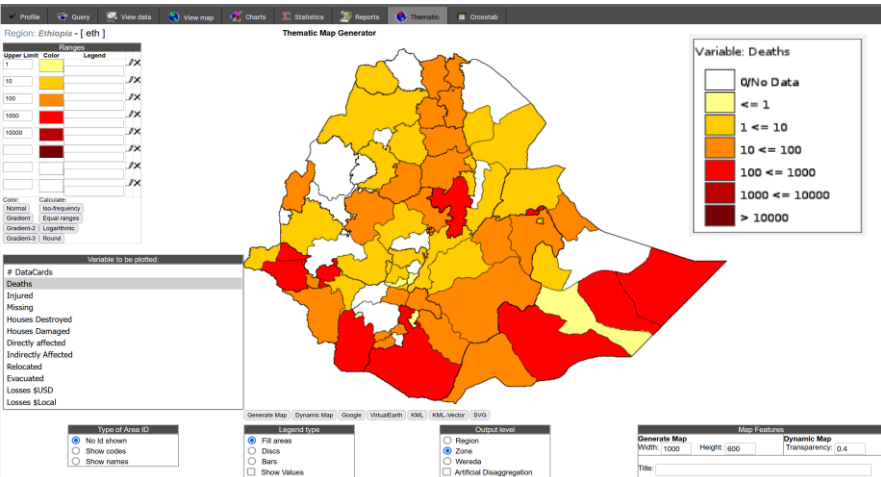 Profile Query View data View map Charts Statistics Reports Thematic Crosstab
Region: Ethiopia - [ eth ]
Thematic Map Generator
Ranges
Upper Limit Color Legend
1
10
100
1000
10000
Color: Calculate:
Normal Iso-frequency
Gradient Equal ranges
Gradient-2 Logarithmic
Gradient-3 Round
Variable to be plotted:
# DataCards
Deaths
Injured
Missing
Houses Destroyed
Houses Damaged
Directly affected
Indirectly Affected
Relocated
Evacuated
Losses $USD
Losses $Local
Variable: Deaths
0/No Data
<= 1
1 <= 10
10 <= 100
100 <= 1000
1000 <= 10000
> 10000
Generate Map Dynamic Map Google VirtualEarth KML KML-Vector SVG
Type of Area ID
No Id shown
Show codes
Show names
Legend type
Fill areas
Discs
Bars
Show Values
Output level
Region
Zone
Wereda
Artificial Disaggregation
Map Features
Generate Map Dynamic Map
Width: 1000 Height: 600 Transparency: 0.4
Title: